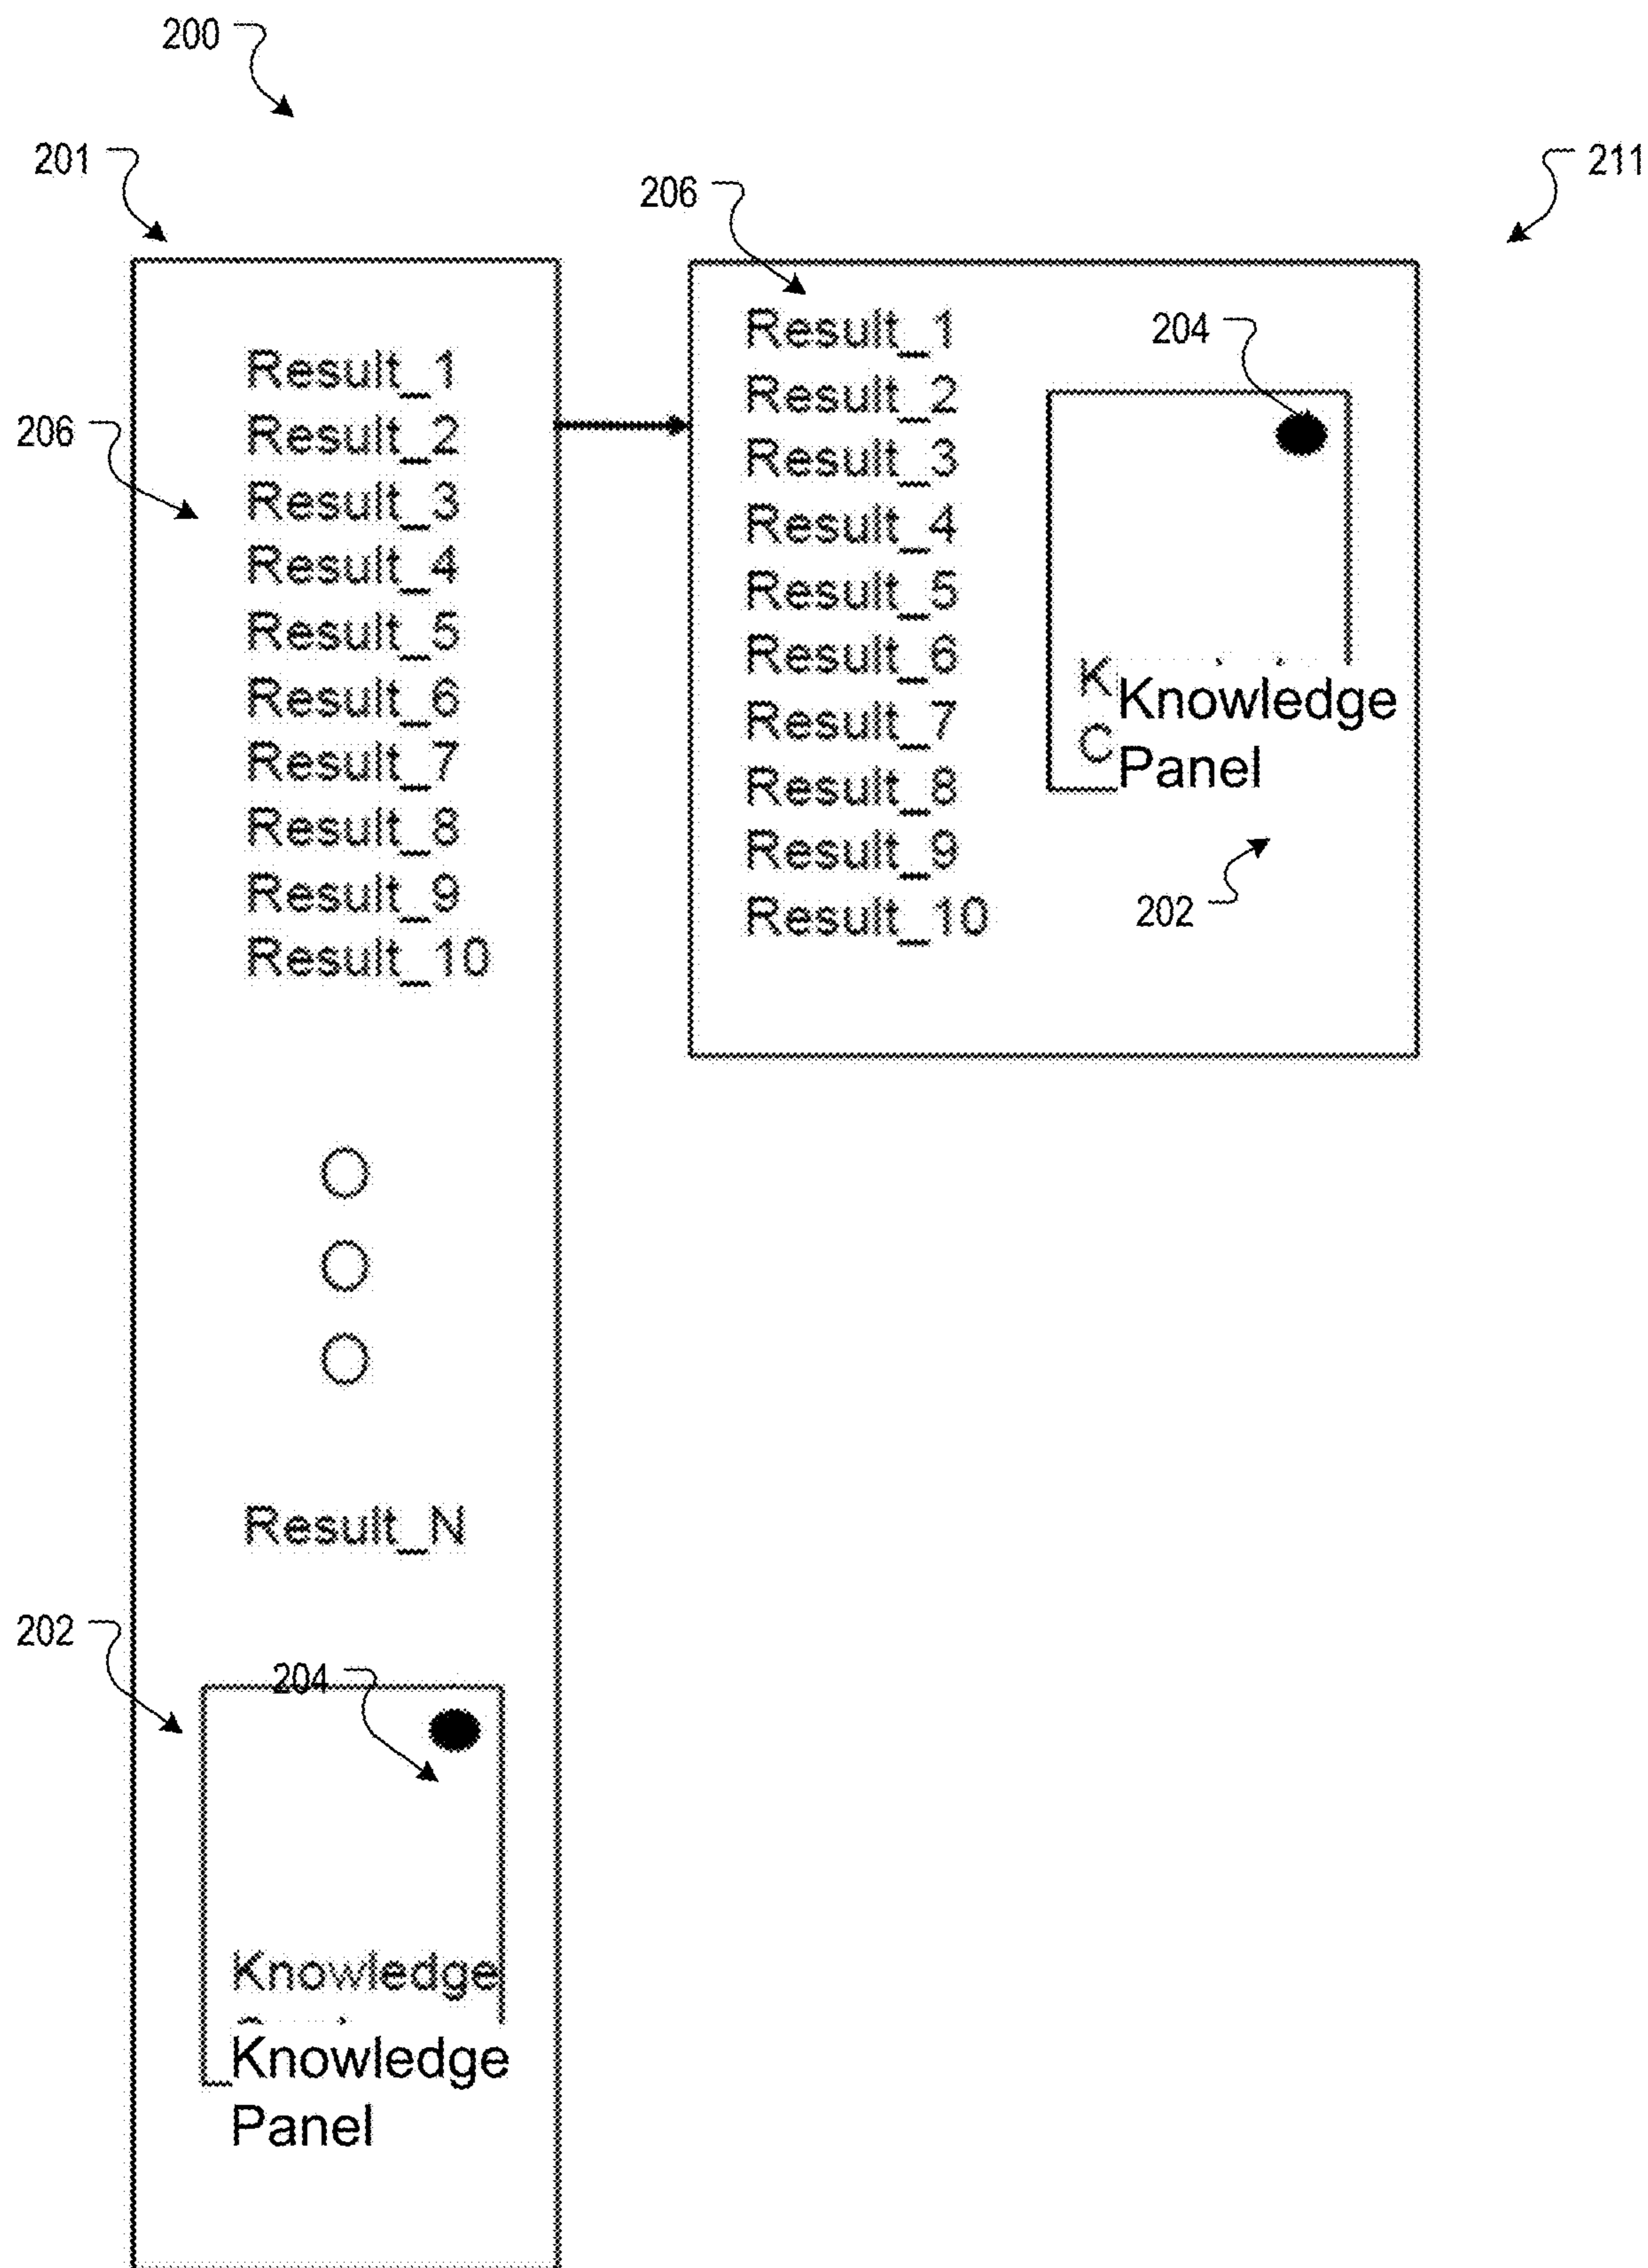 200
201
211
206
Result_1
Result_2
Result_3
Result_4
Result_5
Result_6
Result_7
Result_8
Result_9
Result_10
Result_N
202
204
Knowledge
Knowledge
Panel
206
Result_1
Result_2
Result_3
Result_4
Result_5
Result_6
Result_7
Result_8
Result_9
Result_10
204
K
Knowledge
C
Panel
202